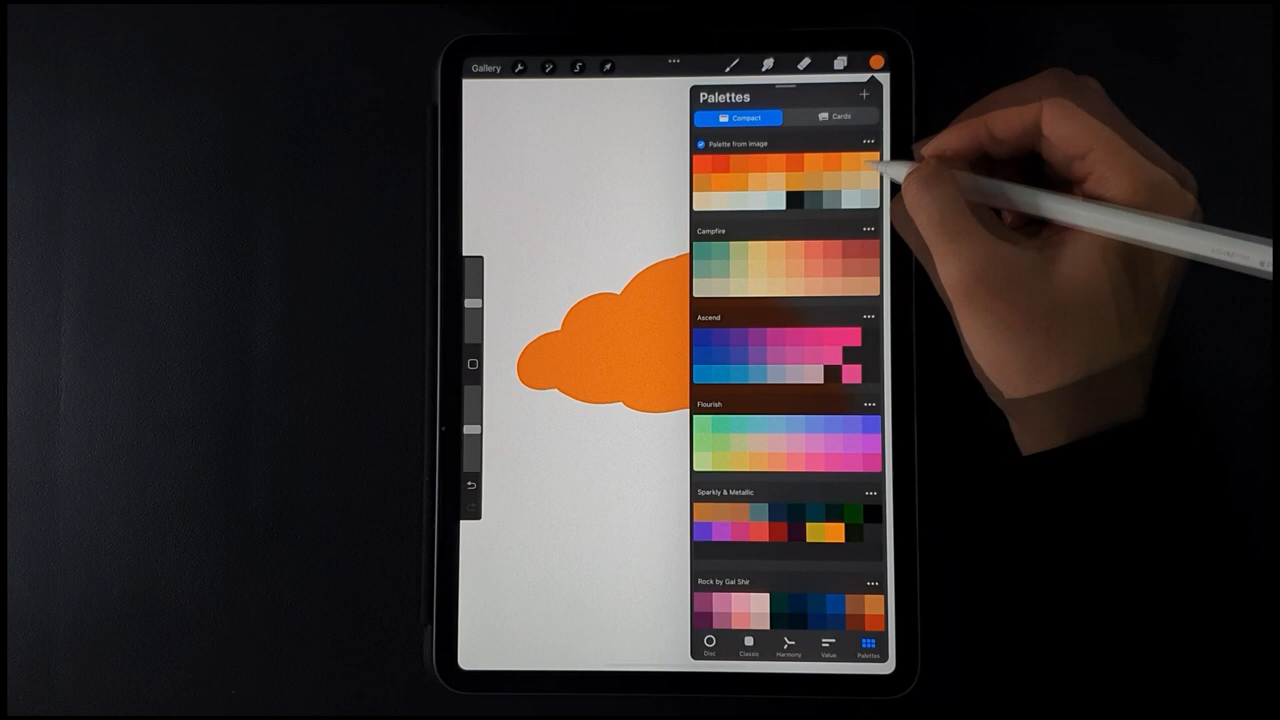 Gallery
Palettes
Compact
Cards
Palette from image
Campfire
Ascend
Flourish
Sparkly & Metallic
Rock by Gal Shir
Disc
Classic
Harmony
Value
Palettes